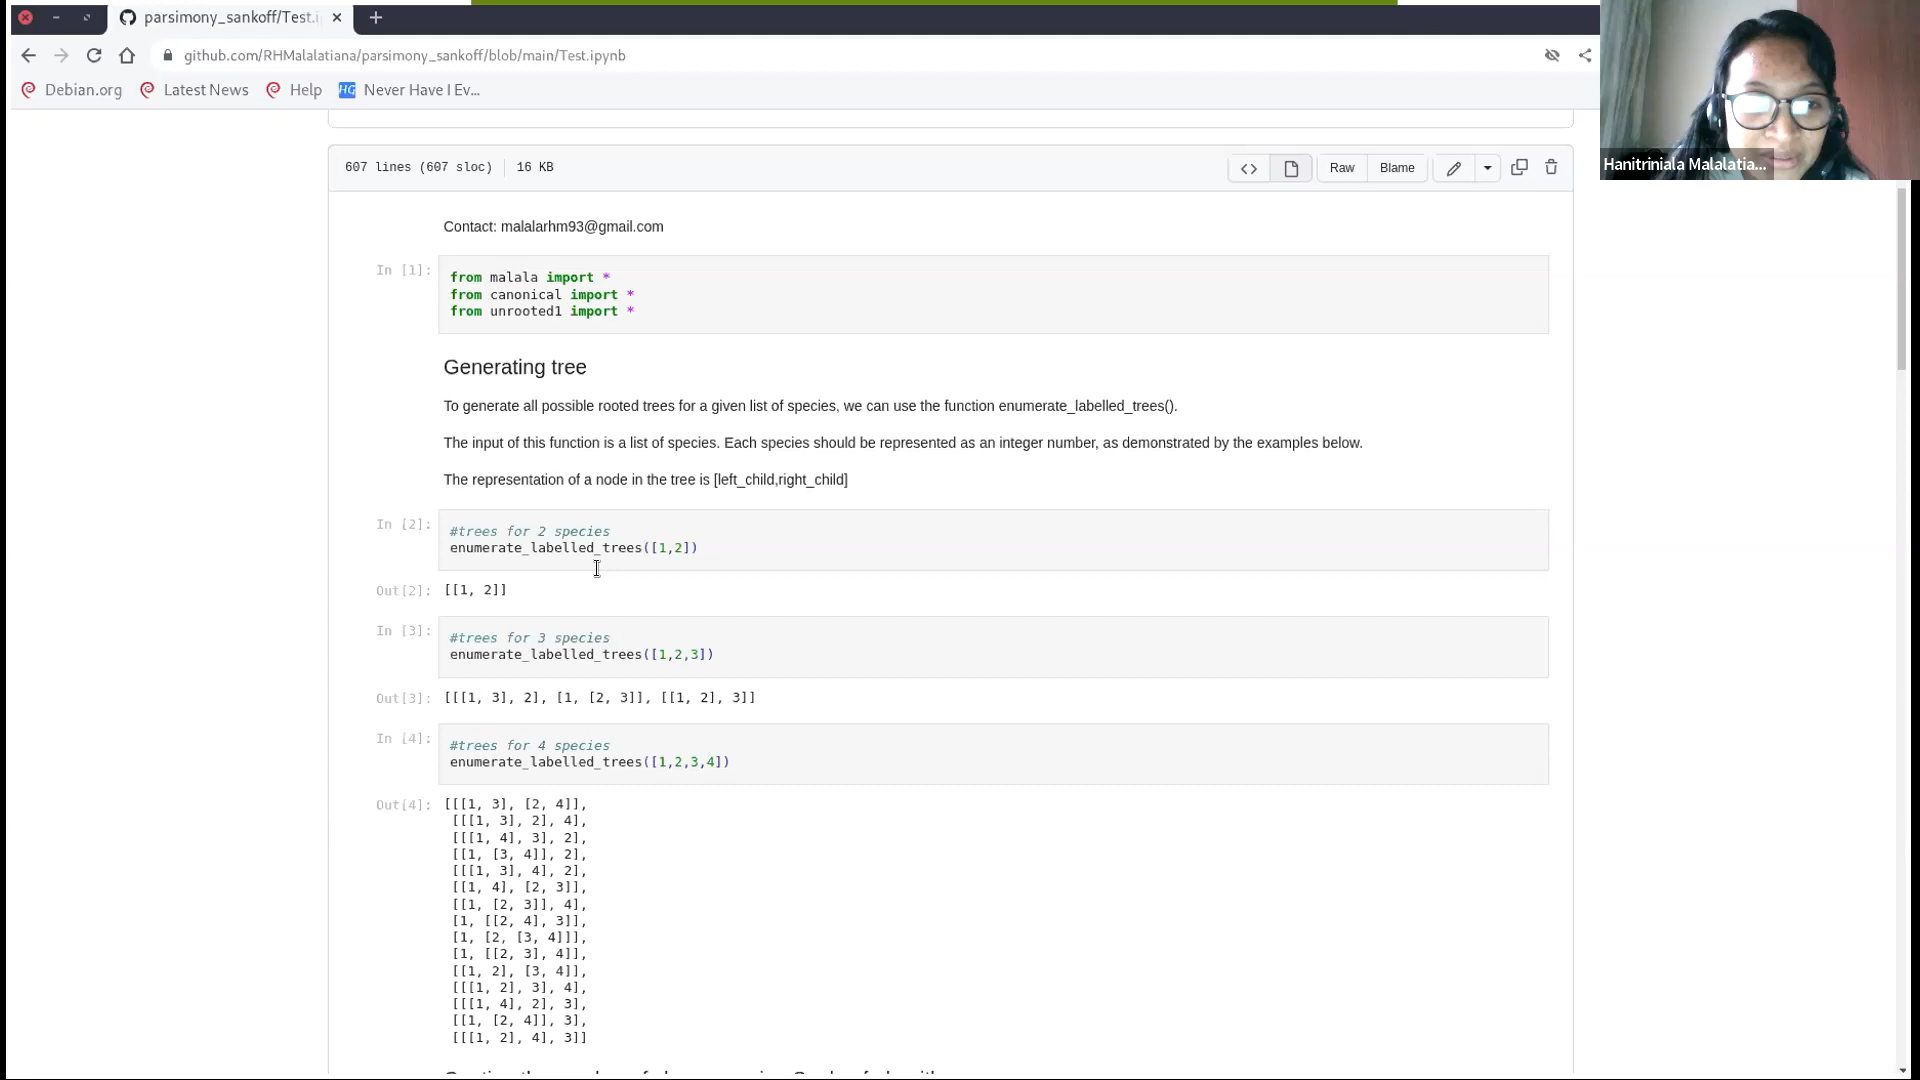 parsimony_sankoff/Test.i
github.com/RHMalalatiana/parsimony_sankoff/blob/main/Test.ipynb
Debian.org Latest News Help HG Never Have I Ev...
Hanitriniala Malalatia...
607 lines (607 sloc) 16 KB
<> Raw Blame
Contact: malalarhm93@gmail.com
In [1]:
from malala import *
from canonical import *
from unrooted1 import *
Generating tree
To generate all possible rooted trees for a given list of species, we can use the function enumerate_labelled_trees().
The input of this function is a list of species. Each species should be represented as an integer number, as demonstrated by the examples below.
The representation of a node in the tree is [left_child,right_child]
In [2]:
#trees for 2 species
enumerate_labelled_trees([1,2])
Out[2]: [[1, 2]]
In [3]:
#trees for 3 species
enumerate_labelled_trees([1,2,3])
Out[3]: [[[1, 3], 2], [1, [2, 3]], [[1, 2], 3]]
In [4]:
#trees for 4 species
enumerate_labelled_trees([1,2,3,4])
Out[4]: [[[1, 3], [2, 4]],
[[[1, 3], 2], 4],
[[[1, 4], 3], 2],
[[1, [3, 4]], 2],
[[[1, 3], 4], 2],
[[1, 4], [2, 3]],
[[1, [2, 3]], 4],
[1, [[2, 4], 3]],
[1, [2, [3, 4]]],
[1, [[2, 3], 4]],
[[1, 2], [3, 4]],
[[[1, 2], 3], 4],
[[[1, 4], 2], 3],
[[1, [2, 4]], 3],
[[[1, 2], 4], 3]]